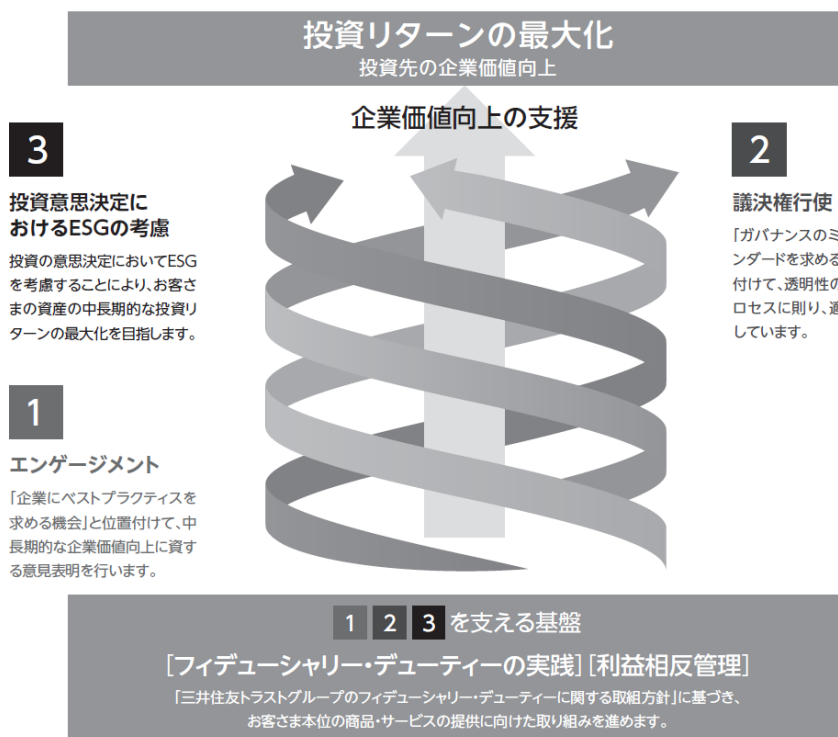 投資リターンの最大化
投資先の企業価値向上
企業価値向上の支援
3
投資意思決定に
おけるESGの考慮
投資の意思決定においてESG
を考慮することにより、お客さ
まの資産の中長期的な投資リ
ターンの最大化を目指します。
2
議決権行使
「ガバナンスのミ
ンダードを求める
付けて、透明性の
ロセスに則り、適
しています。
1
エンゲージメント
「企業にベストプラクティスを
求める機会」と位置付けて、中
長期的な企業価値向上に資す
る意見表明を行います。
1 2 3 を支える基盤
[フィデューシャリー・デューティーの実践] [利益相反管理]
「三井住友トラストグループのフィデューシャリー・デューティーに関する取組方針」に基づき、
お客さま本位の商品・サービスの提供に向けた取り組みを進めます。